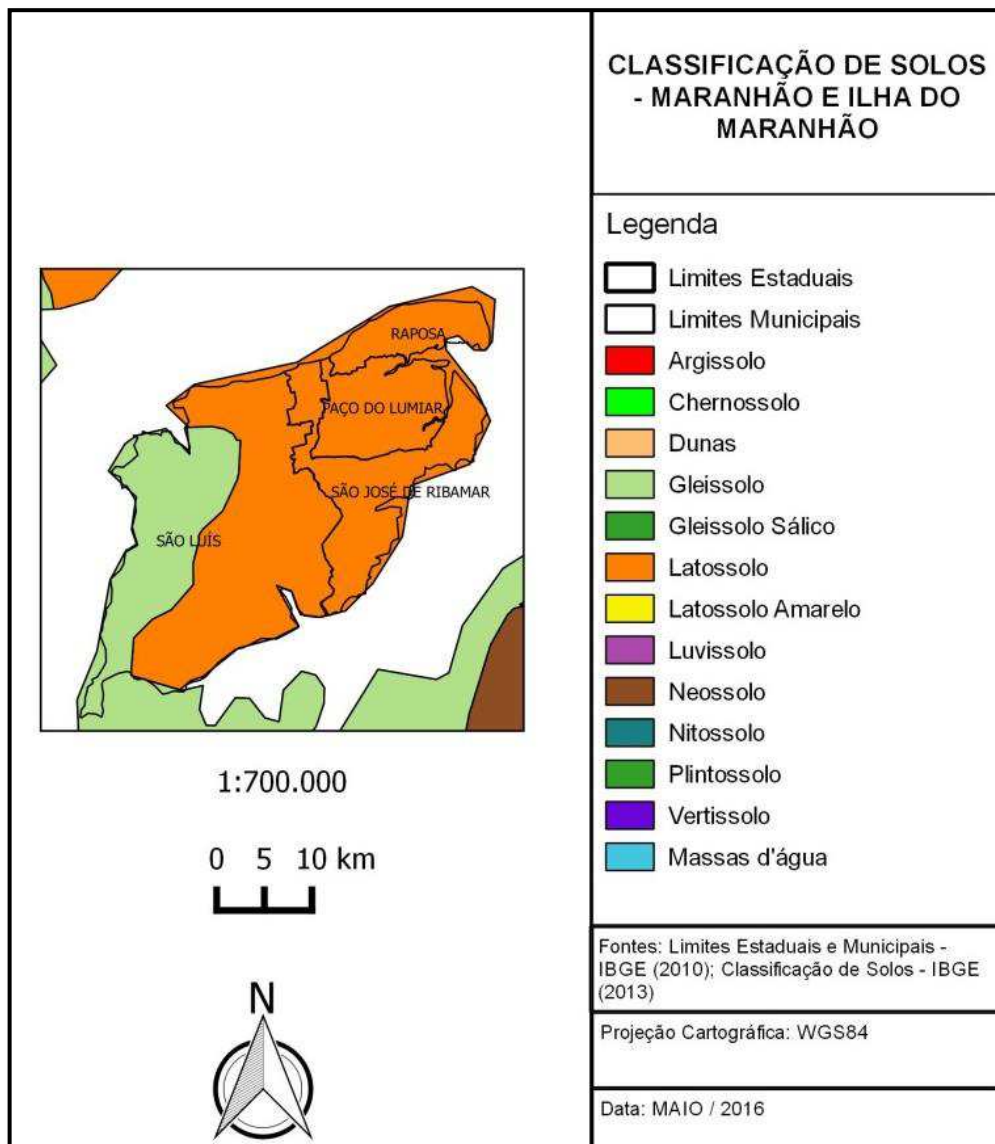 CLASSIFICAÇÃO DE SOLOS
- MARANHÃO E ILHA DO
MARANHÃO
Legenda
Limites Estaduais
Limites Municipais
Argissolo
Chernossolo
Dunas
Gleissolo
Gleissolo Sálico
Latossolo
Latossolo Amarelo
Luvissolo
Neossolo
Nitossolo
Plintossolo
Vertissolo
Massas d'água
RAPOSA
PAÇO DO LUMIAR
SÃO JOSÉ DE RIBAMAR
SÃO LUÍS
1:700.000
0 5 10 km
N
Fontes: Limites Estaduais e Municipais -
IBGE (2010); Classificação de Solos - IBGE
(2013)
Projeção Cartográfica: WGS84
Data: MAIO / 2016